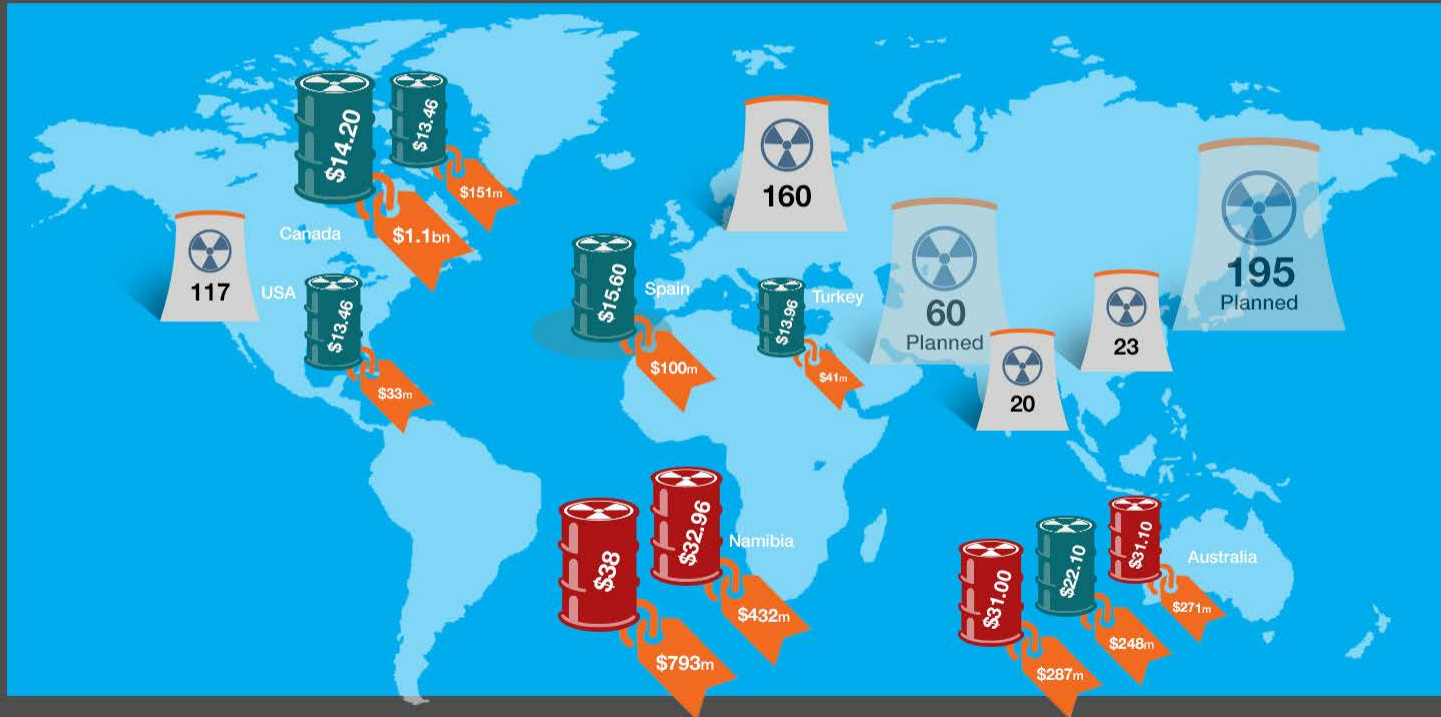 $14.20
$1.1bn
$13.46
$151m
Canada
117
USA
$13.46
$33m
160
$15.60
$100m
Spain
$13.96
$41m
Turkey
60
Planned
195
Planned
23
20
$38
$793m
$32.96
$432m
Namibia
$31.00
$287m
$22.10
$248m
$31.10
$271m
Australia